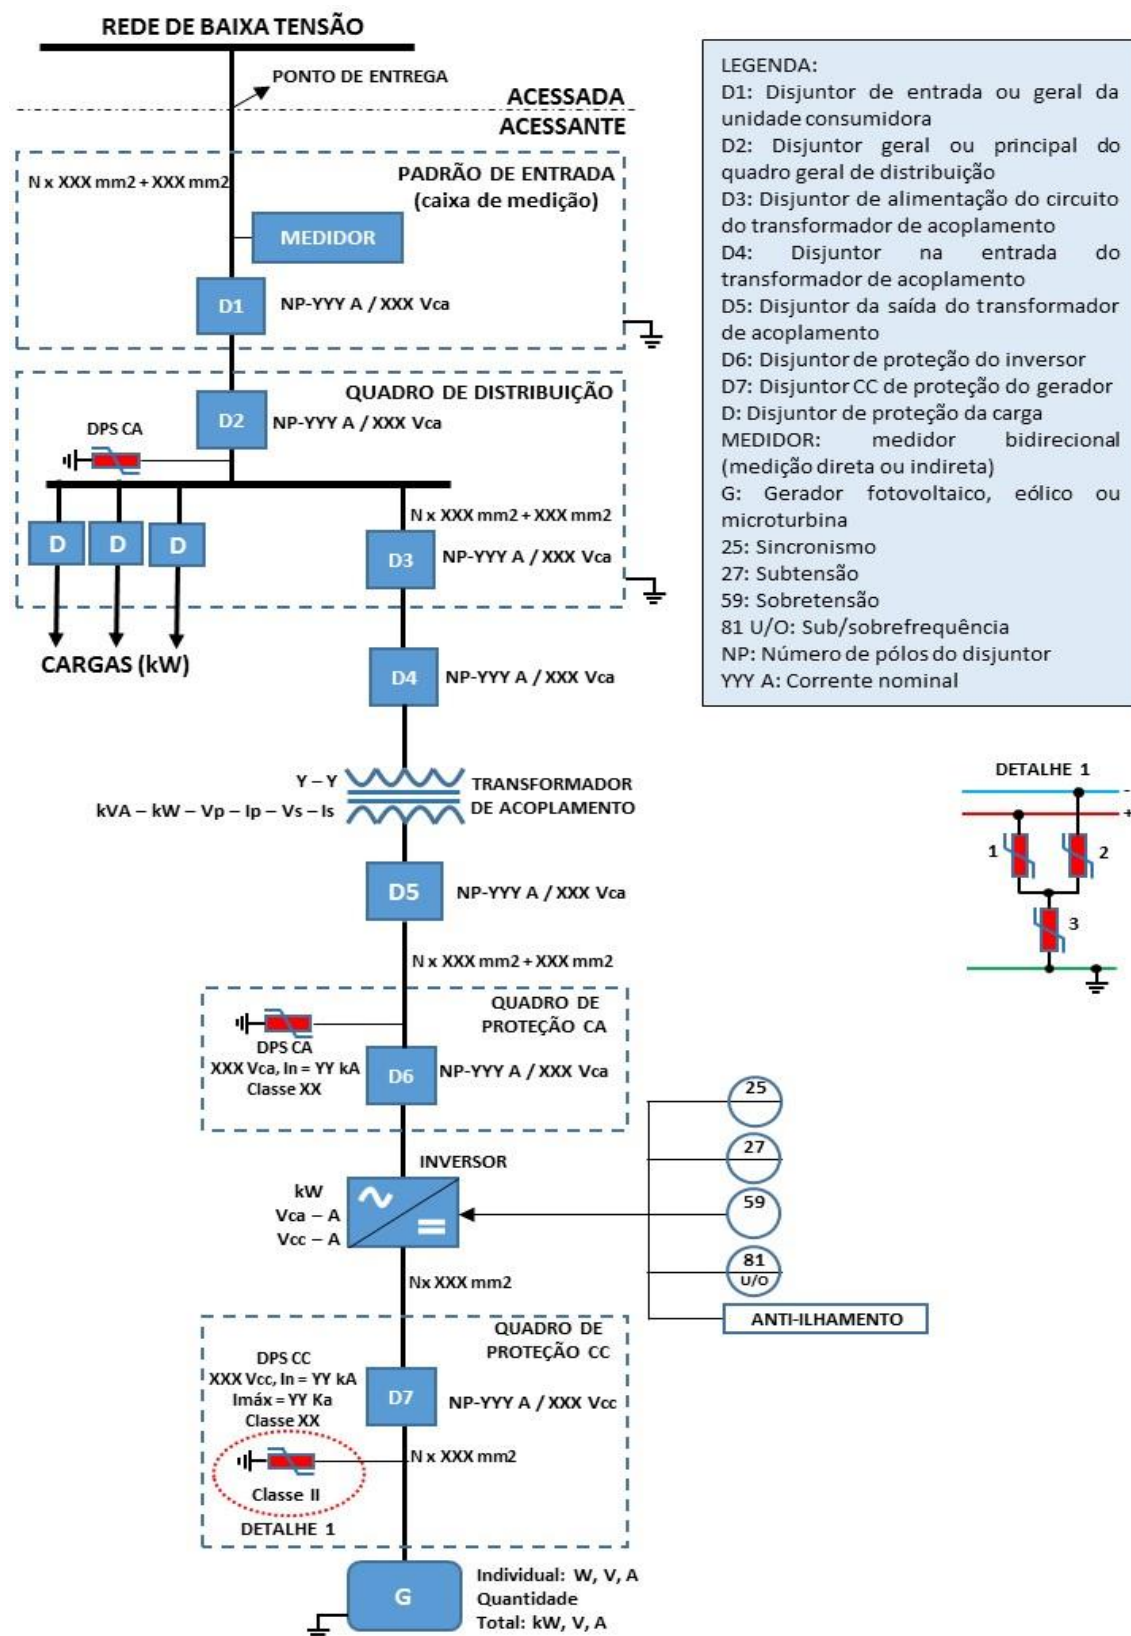 REDE DE BAIXA TENSÃO
PONTO DE ENTREGA
ACESSADA
ACESSANTE
N x XXX mm2 + XXX mm2
PADRÃO DE ENTRADA
(caixa de medição)
MEDIDOR
D1
NP-YYY A / XXX Vca
QUADRO DE DISTRIBUIÇÃO
D2
NP-YYY A / XXX Vca
DPS CA
N x XXX mm2 + XXX mm2
D
D
D
D3
NP-YYY A / XXX Vca
CARGAS (kW)
D4
NP-YYY A / XXX Vca
Y – Y
kVA – kW – Vp – Ip – Vs – Is
TRANSFORMADOR
DE ACOPLAMENTO
D5
NP-YYY A / XXX Vca
N x XXX mm2 + XXX mm2
QUADRO DE
PROTEÇÃO CA
DPS CA
XXX Vca, In = YY kA
Classe XX
D6
NP-YYY A / XXX Vca
INVERSOR
kW
Vca – A
Vcc – A
25
27
59
81
U/O
ANTI-ILHAMENTO
Nx XXX mm2
QUADRO DE
PROTEÇÃO CC
DPS CC
XXX Vcc, In = YY kA
Imáx = YY Ka
Classe XX
D7
NP-YYY A / XXX Vcc
N x XXX mm2
Classe II
DETALHE 1
G
Individual: W, V, A
Quantidade
Total: kW, V, A
LEGENDA:
D1: Disjuntor de entrada ou geral da
unidade consumidora
D2: Disjuntor geral ou principal do
quadro geral de distribuição
D3: Disjuntor de alimentação do circuito
do transformador de acoplamento
D4: Disjuntor na entrada do
transformador de acoplamento
D5: Disjuntor da saída do transformador
de acoplamento
D6: Disjuntor de proteção do inversor
D7: Disjuntor CC de proteção do gerador
D: Disjuntor de proteção da carga
MEDIDOR: medidor bidirecional
(medição direta ou indireta)
G: Gerador fotovoltaico, eólico ou
microturbina
25: Sincronismo
27: Subtensão
59: Sobretensão
81 U/O: Sub/sobrefrequência
NP: Número de pólos do disjuntor
YYY A: Corrente nominal
DETALHE 1
-
+
1
2
3